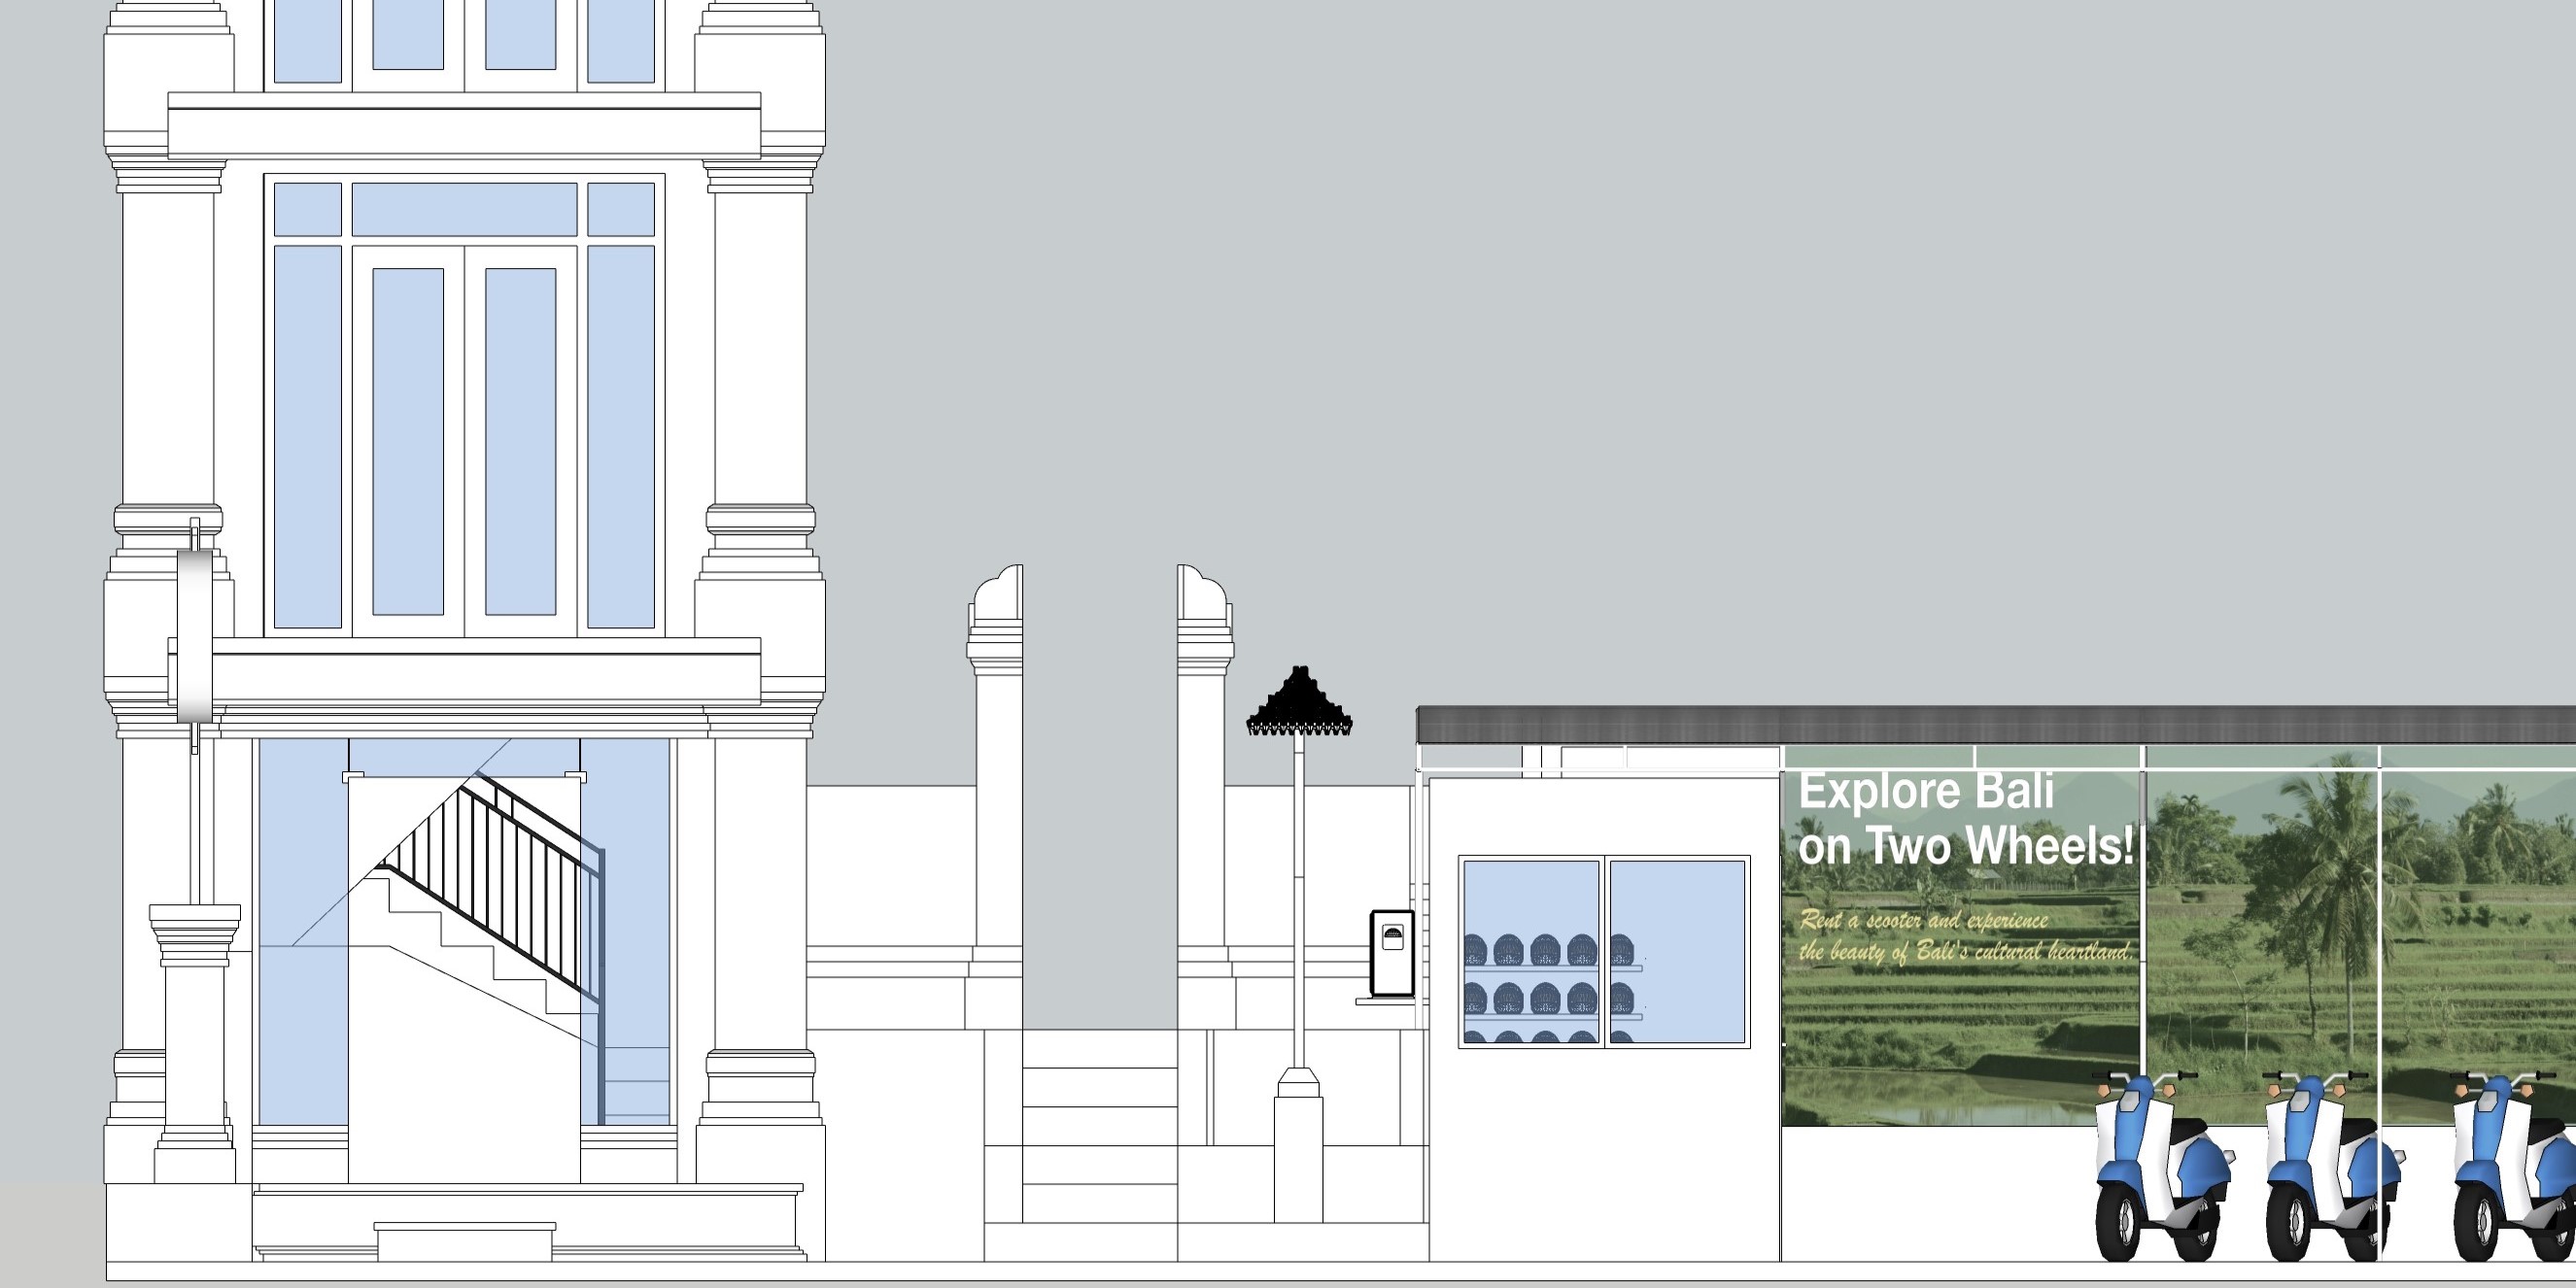 Explore Bali
on Two Wheels!
Rent a scooter and experience
the beauty of Bali's cultural heartland.